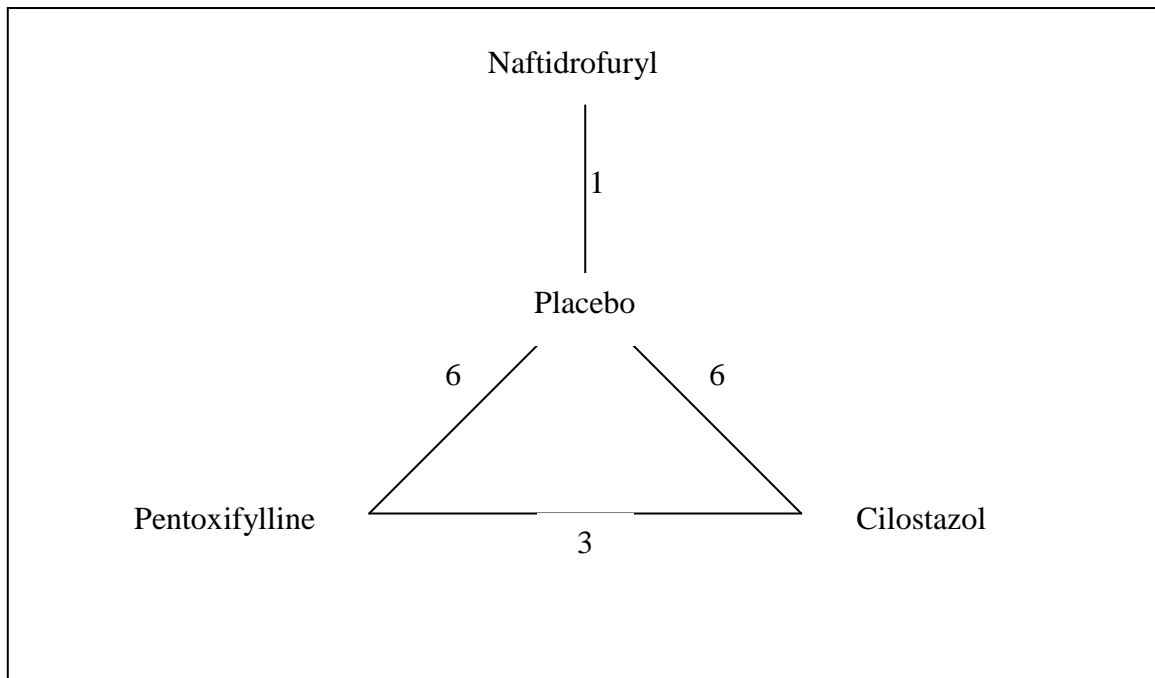 Naftidrofuryl
1
Placebo
6 6
Pentoxifylline Cilostazol
3